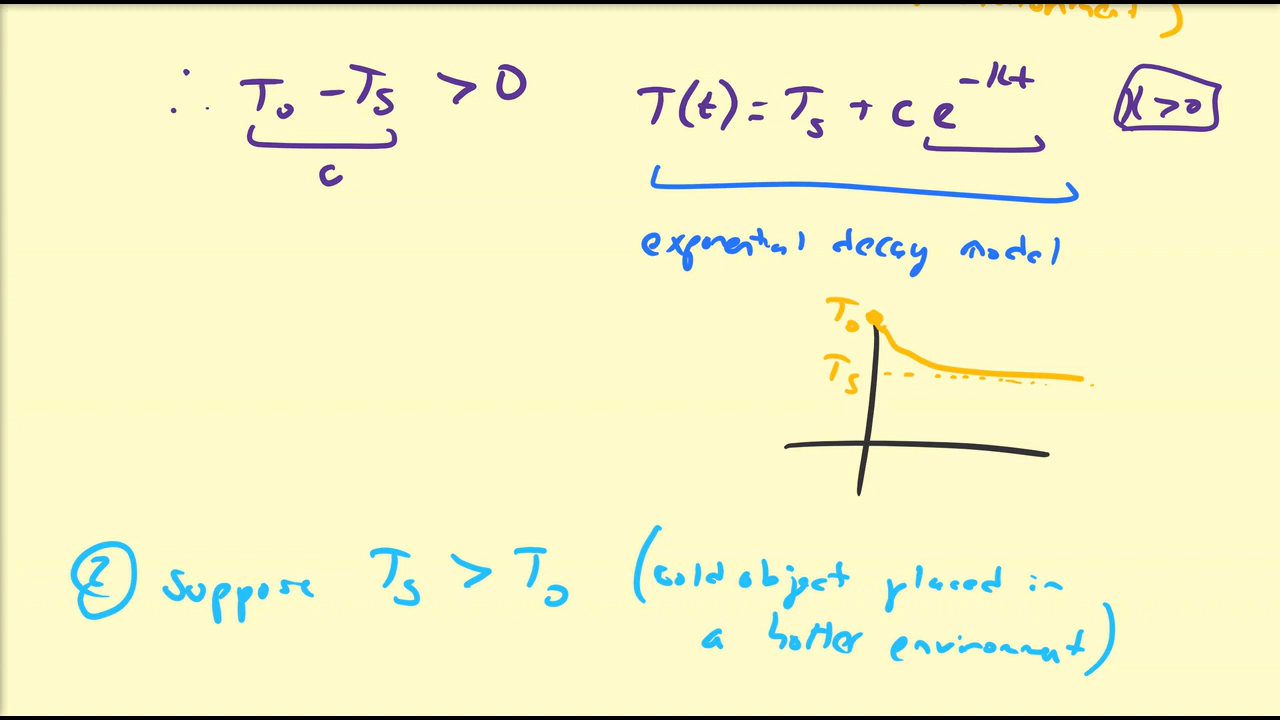 ∴ T₀ - Tₛ > 0
c
T(t) = Tₛ + c e^{-kt}
k > 0
exponential decay model
T₀
Tₛ
② suppose Tₛ > T₀ (cold object placed in
a hotter environment)